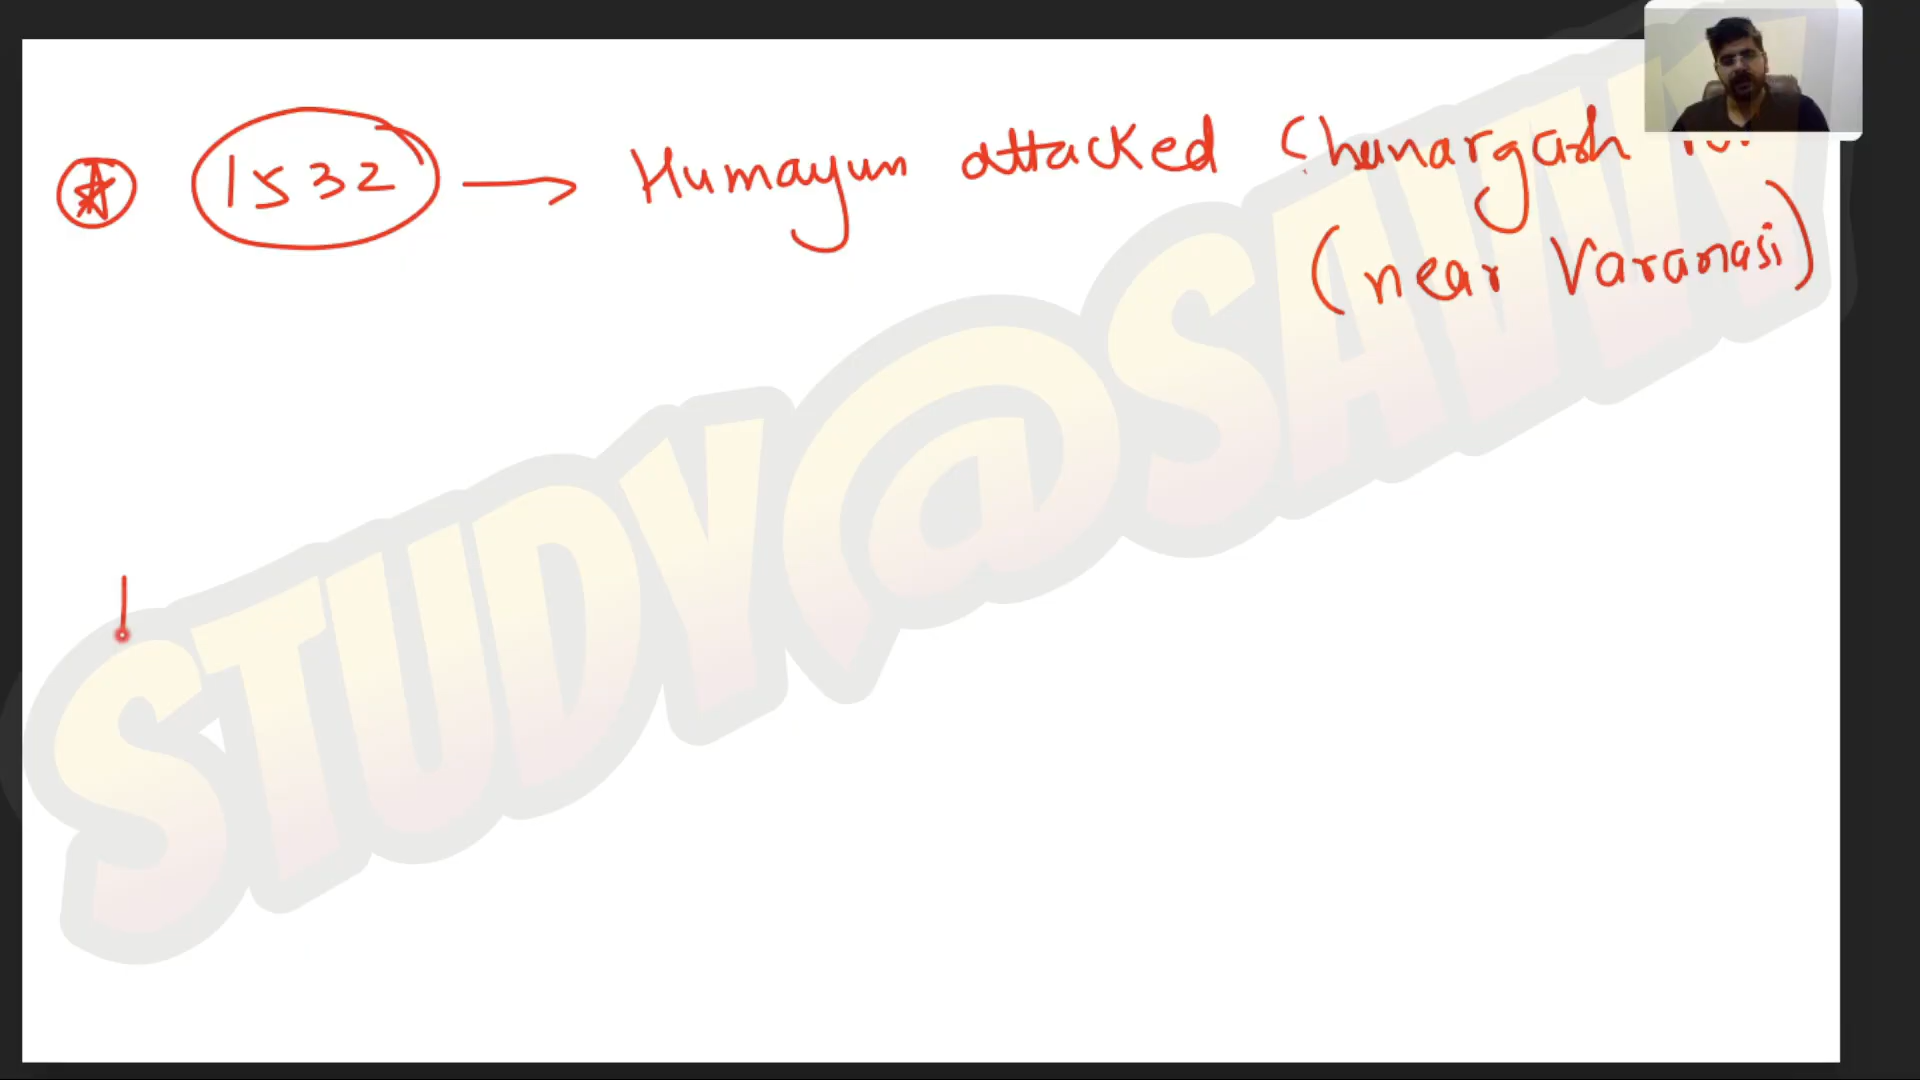 1532 → Humayun attacked Chunargarh
(near Varanasi)
STUDY@SAVVY